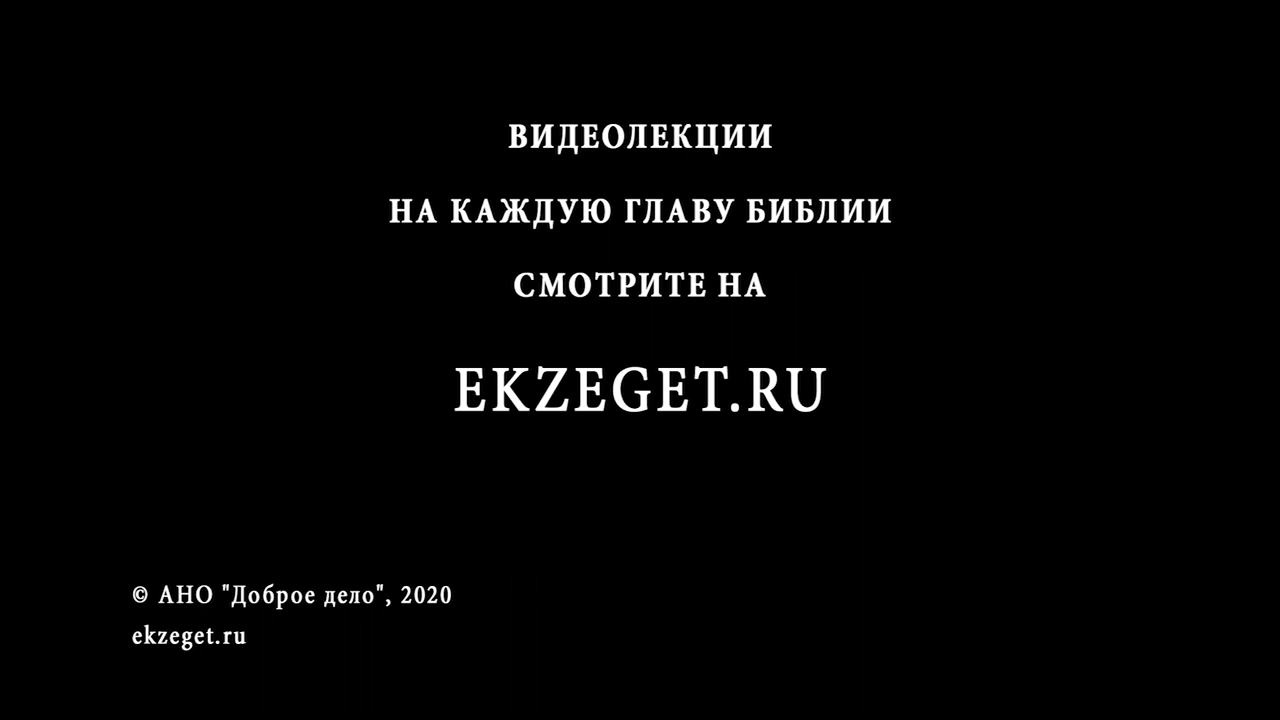 ВИДЕОЛЕКЦИИ
НА КАЖДУЮ ГЛАВУ БИБЛИИ
СМОТРИТЕ НА
EKZEGET.RU
© АНО "Доброе дело", 2020
ekzeget.ru